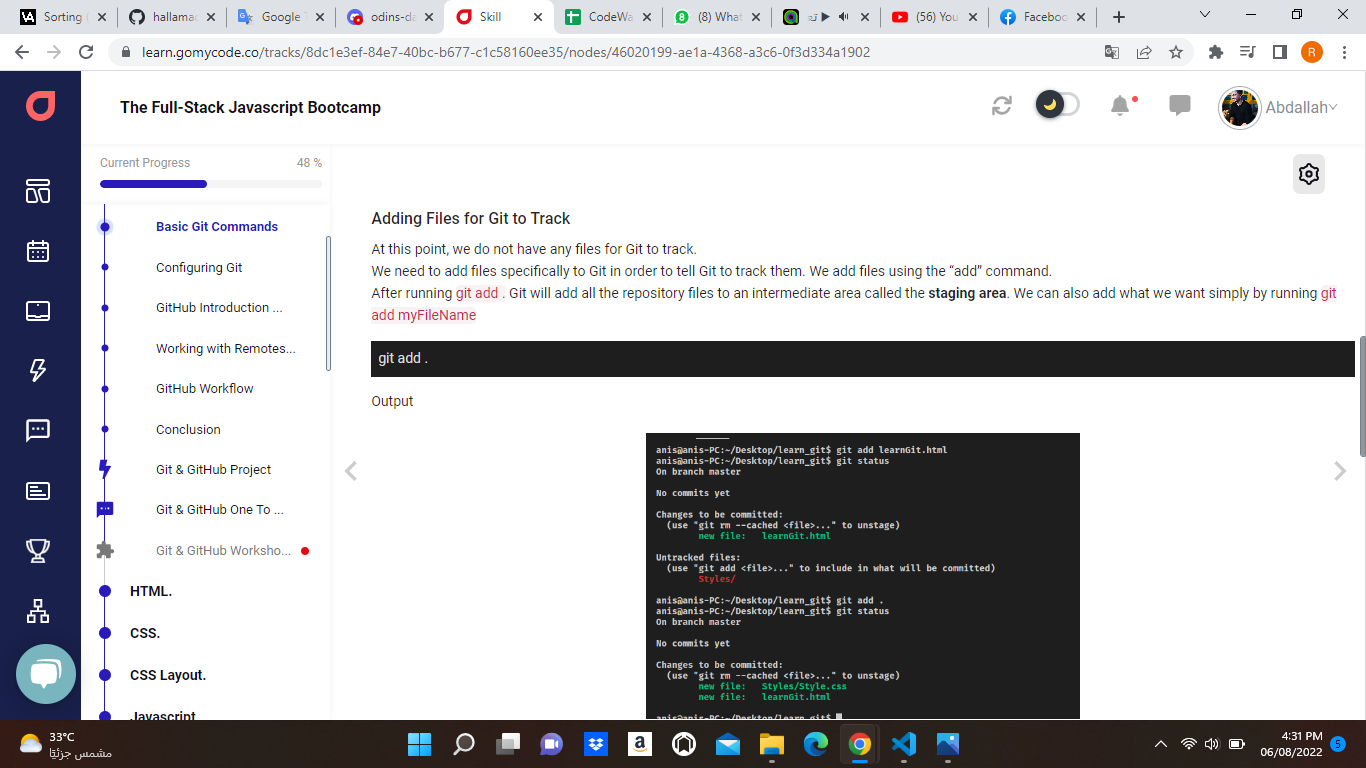 Sorting
hallamac
Google
odins-da
Skill
CodeWa
(8) What
(56) You
Faceboo
learn.gomycode.co/tracks/8dc1e3ef-84e7-40bc-b677-c1c58160ee35/nodes/46020199-ae1a-4368-a3c6-0f3d334a1902
R
The Full-Stack Javascript Bootcamp
Abdallah
Current Progress 48 %
Basic Git Commands
Configuring Git
GitHub Introduction ...
Working with Remotes...
GitHub Workflow
Conclusion
Git & GitHub Project
Git & GitHub One To ...
Git & GitHub Worksho...
HTML.
CSS.
CSS Layout.
Javascript
Adding Files for Git to Track
At this point, we do not have any files for Git to track.
We need to add files specifically to Git in order to tell Git to track them. We add files using the “add” command.
After running git add . Git will add all the repository files to an intermediate area called the staging area. We can also add what we want simply by running git
add myFileName
git add .
Output
anis@anis-PC:~/Desktop/learn_git$ git add learnGit.html
anis@anis-PC:~/Desktop/learn_git$ git status
On branch master
No commits yet
Changes to be committed:
(use "git rm --cached <file>..." to unstage)
new file: learnGit.html
Untracked files:
(use "git add <file>..." to include in what will be committed)
Styles/
anis@anis-PC:~/Desktop/learn_git$ git add .
anis@anis-PC:~/Desktop/learn_git$ git status
On branch master
No commits yet
Changes to be committed:
(use "git rm --cached <file>..." to unstage)
new file: Styles/Style.css
new file: learnGit.html
anis@anis-PC:~/Desktop/learn_git$
33°C
مشمس جزئيًا
4:31 PM
06/08/2022
5